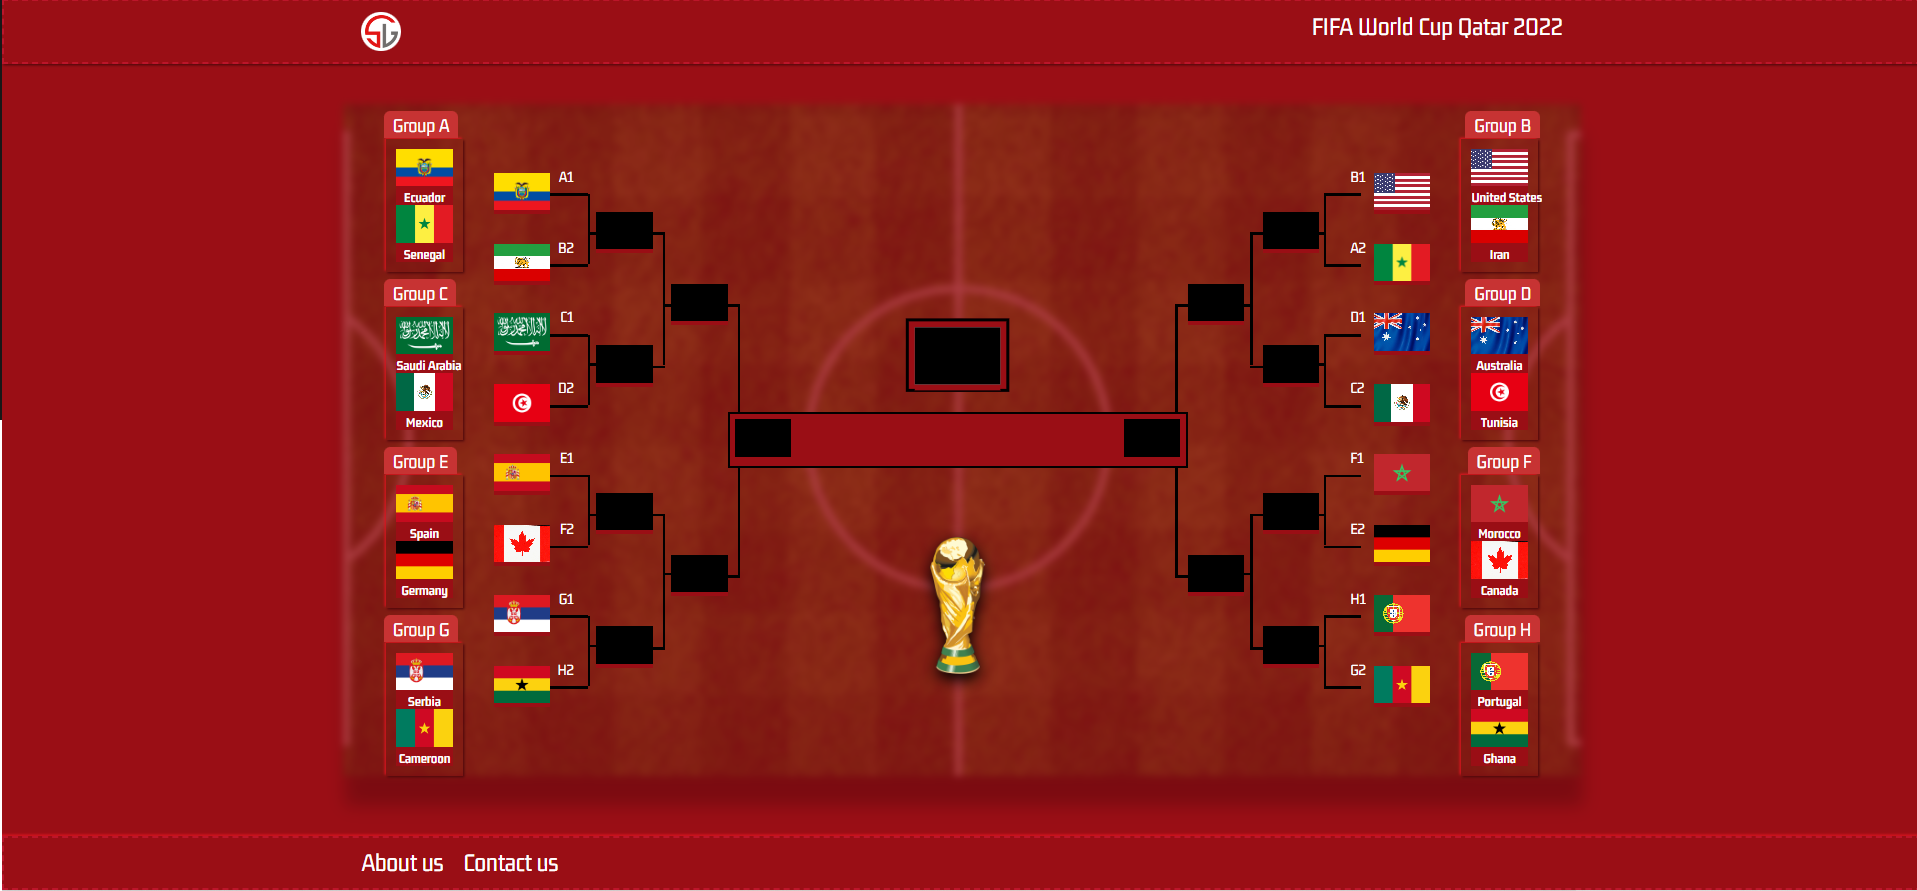 FIFA World Cup Qatar 2022
Group A
Ecuador
Senegal
Group C
Saudi Arabia
Mexico
Group E
Spain
Germany
Group G
Serbia
Cameroon
A1
B2
C1
D2
E1
F2
G1
H2
B1
A2
D1
C2
F1
E2
H1
G2
Group B
United States
Iran
Group D
Australia
Tunisia
Group F
Morocco
Canada
Group H
Portugal
Ghana
About us Contact us